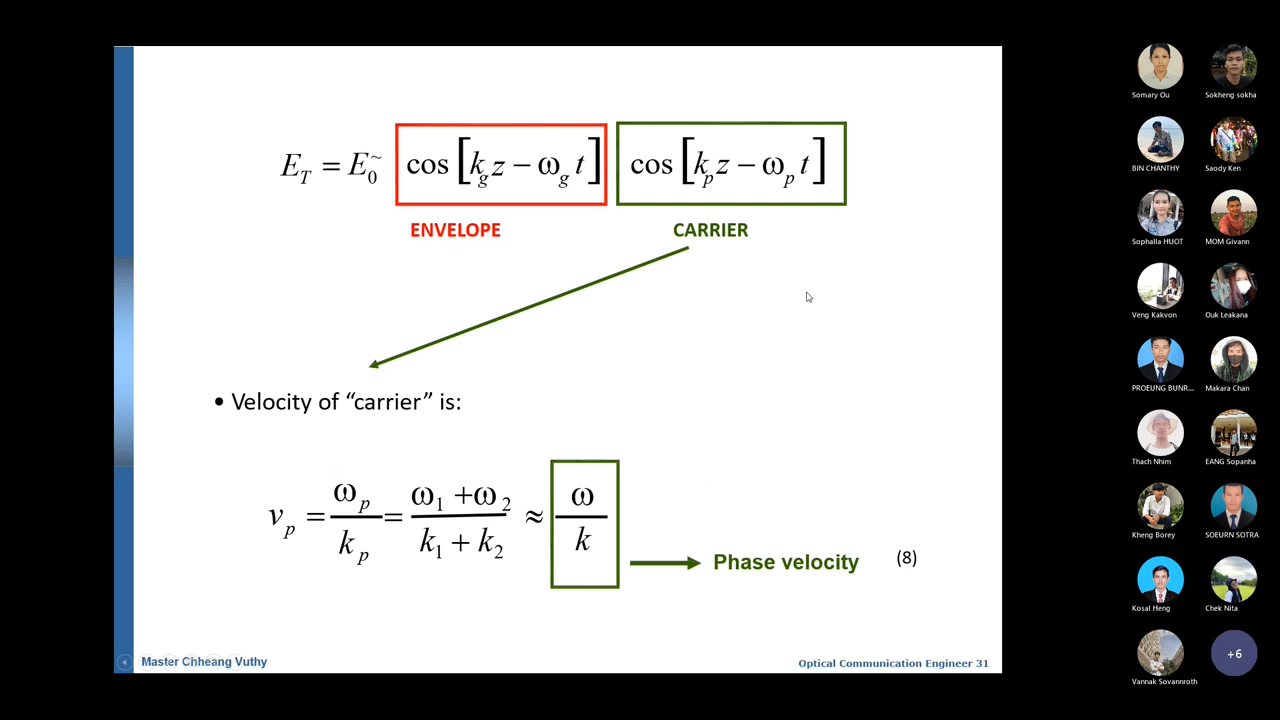 E_T = E_0^~ cos[k_g z − ω_g t] cos[k_p z − ω_p t]
ENVELOPE CARRIER
• Velocity of “carrier” is:
v_p = ω_p / k_p = (ω_1 + ω_2) / (k_1 + k_2) ≈ ω / k
Phase velocity (8)
Master Chheang Vuthy
Optical Communication Engineer 31
Somary Ou
Sokheng sokha
BIN CHANTHY
Saody Ken
Sophalla HUOT
MOM Givann
Veng Kakvon
Ouk Leakana
PROEUNG BUNR...
Makara Chan
Thach Nhim
EANG Sopanha
Kheng Borey
SOEURN SOTRA
Kosal Heng
Chek Nita
Vannak Sovannroth
+6